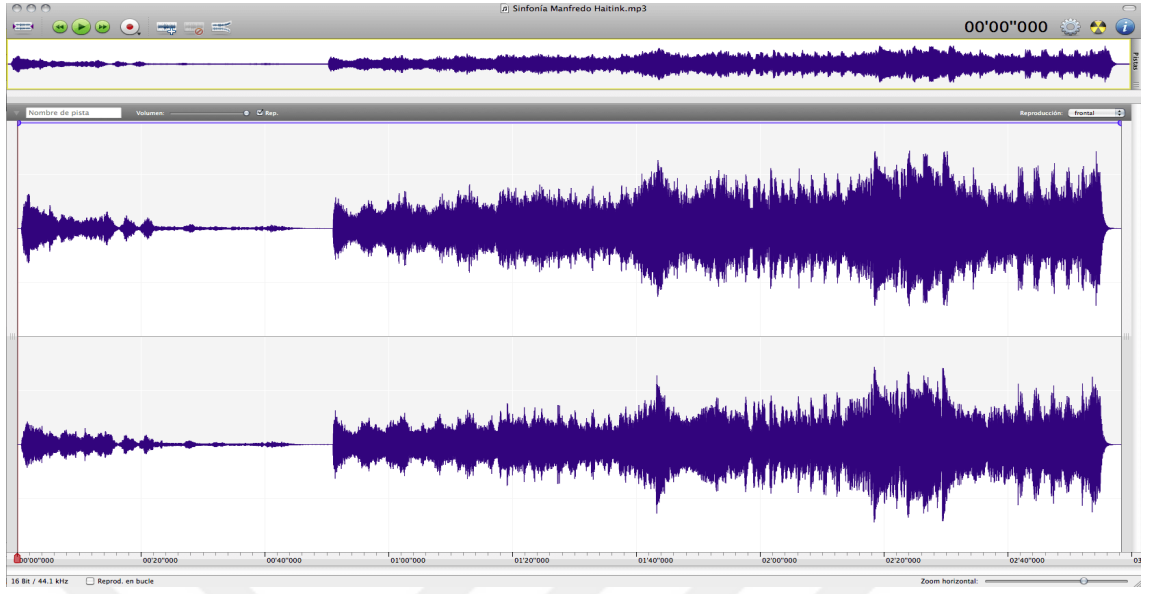 Sinfonía Manfredo Haitink.mp3
00'00"000
Pistas
Nombre de pista Volumen: Rep. Reproducción: frontal
00'00"000 00'20"000 00'40"000 01'00"000 01'20"000 01'40"000 02'00"000 02'20"000 02'40"000 03
16 Bit / 44.1 kHz Reprod. en bucle Zoom horizontal: